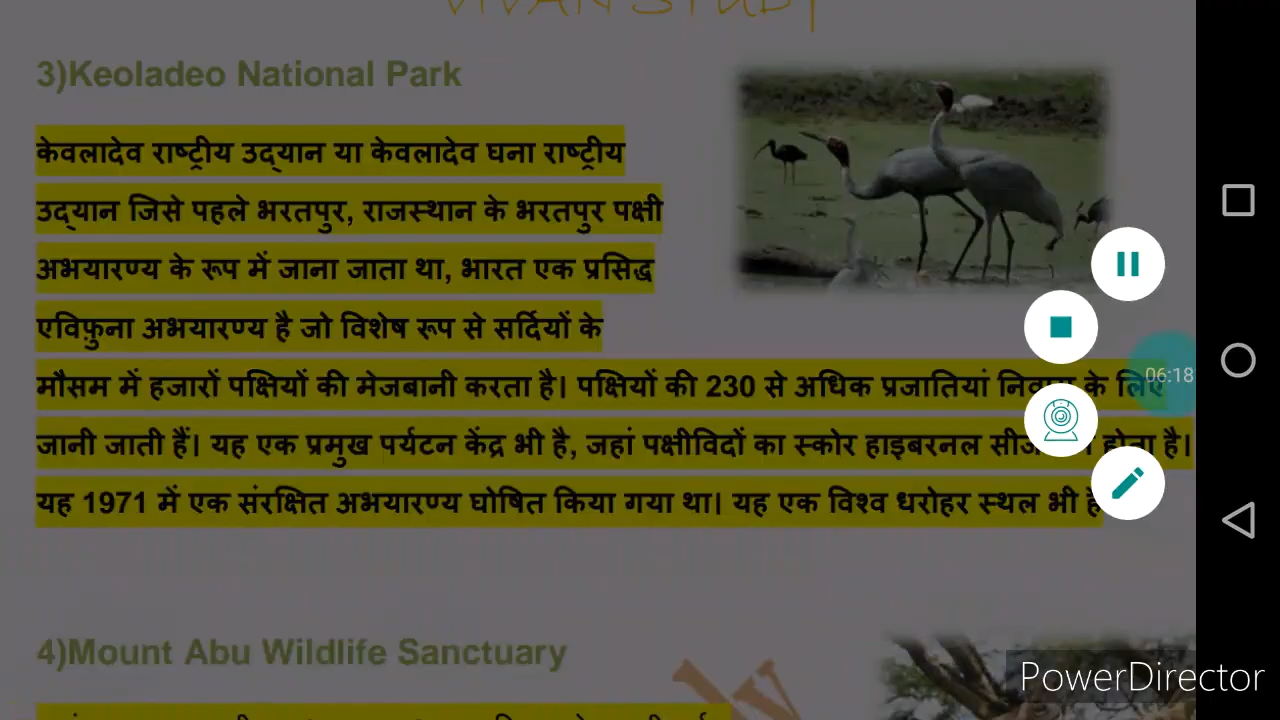 VIVAN STUDY
3)Keoladeo National Park
केवलादेव राष्ट्रीय उद्यान या केवलादेव घना राष्ट्रीय
उद्यान जिसे पहले भरतपुर, राजस्थान के भरतपुर पक्षी
अभयारण्य के रूप में जाना जाता था, भारत एक प्रसिद्ध
एविफ़ुना अभयारण्य है जो विशेष रूप से सर्दियों के
मौसम में हजारों पक्षियों की मेजबानी करता है। पक्षियों की 230 से अधिक प्रजातियां के लिए
06:18
जानी जाती हैं। यह एक प्रमुख पर्यटन केंद्र भी है, जहां पक्षीविदों का स्कोर हाइबरनल होता है।
यह 1971 में एक संरक्षित अभयारण्य घोषित किया गया था। यह एक विश्व धरोहर स्थल भी है
4)Mount Abu Wildlife Sanctuary
PowerDirector